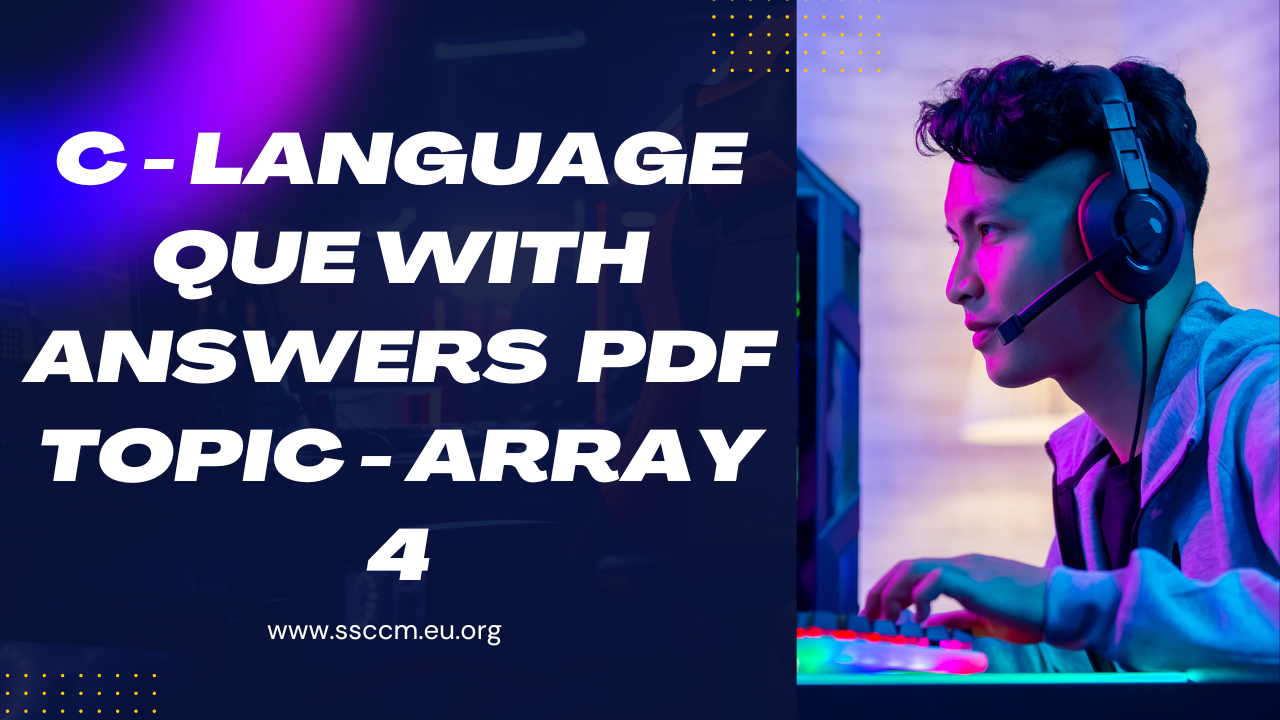 C - LANGUAGE
QUE WITH
ANSWERS PDF
TOPIC - ARRAY
4
www.ssccm.eu.org